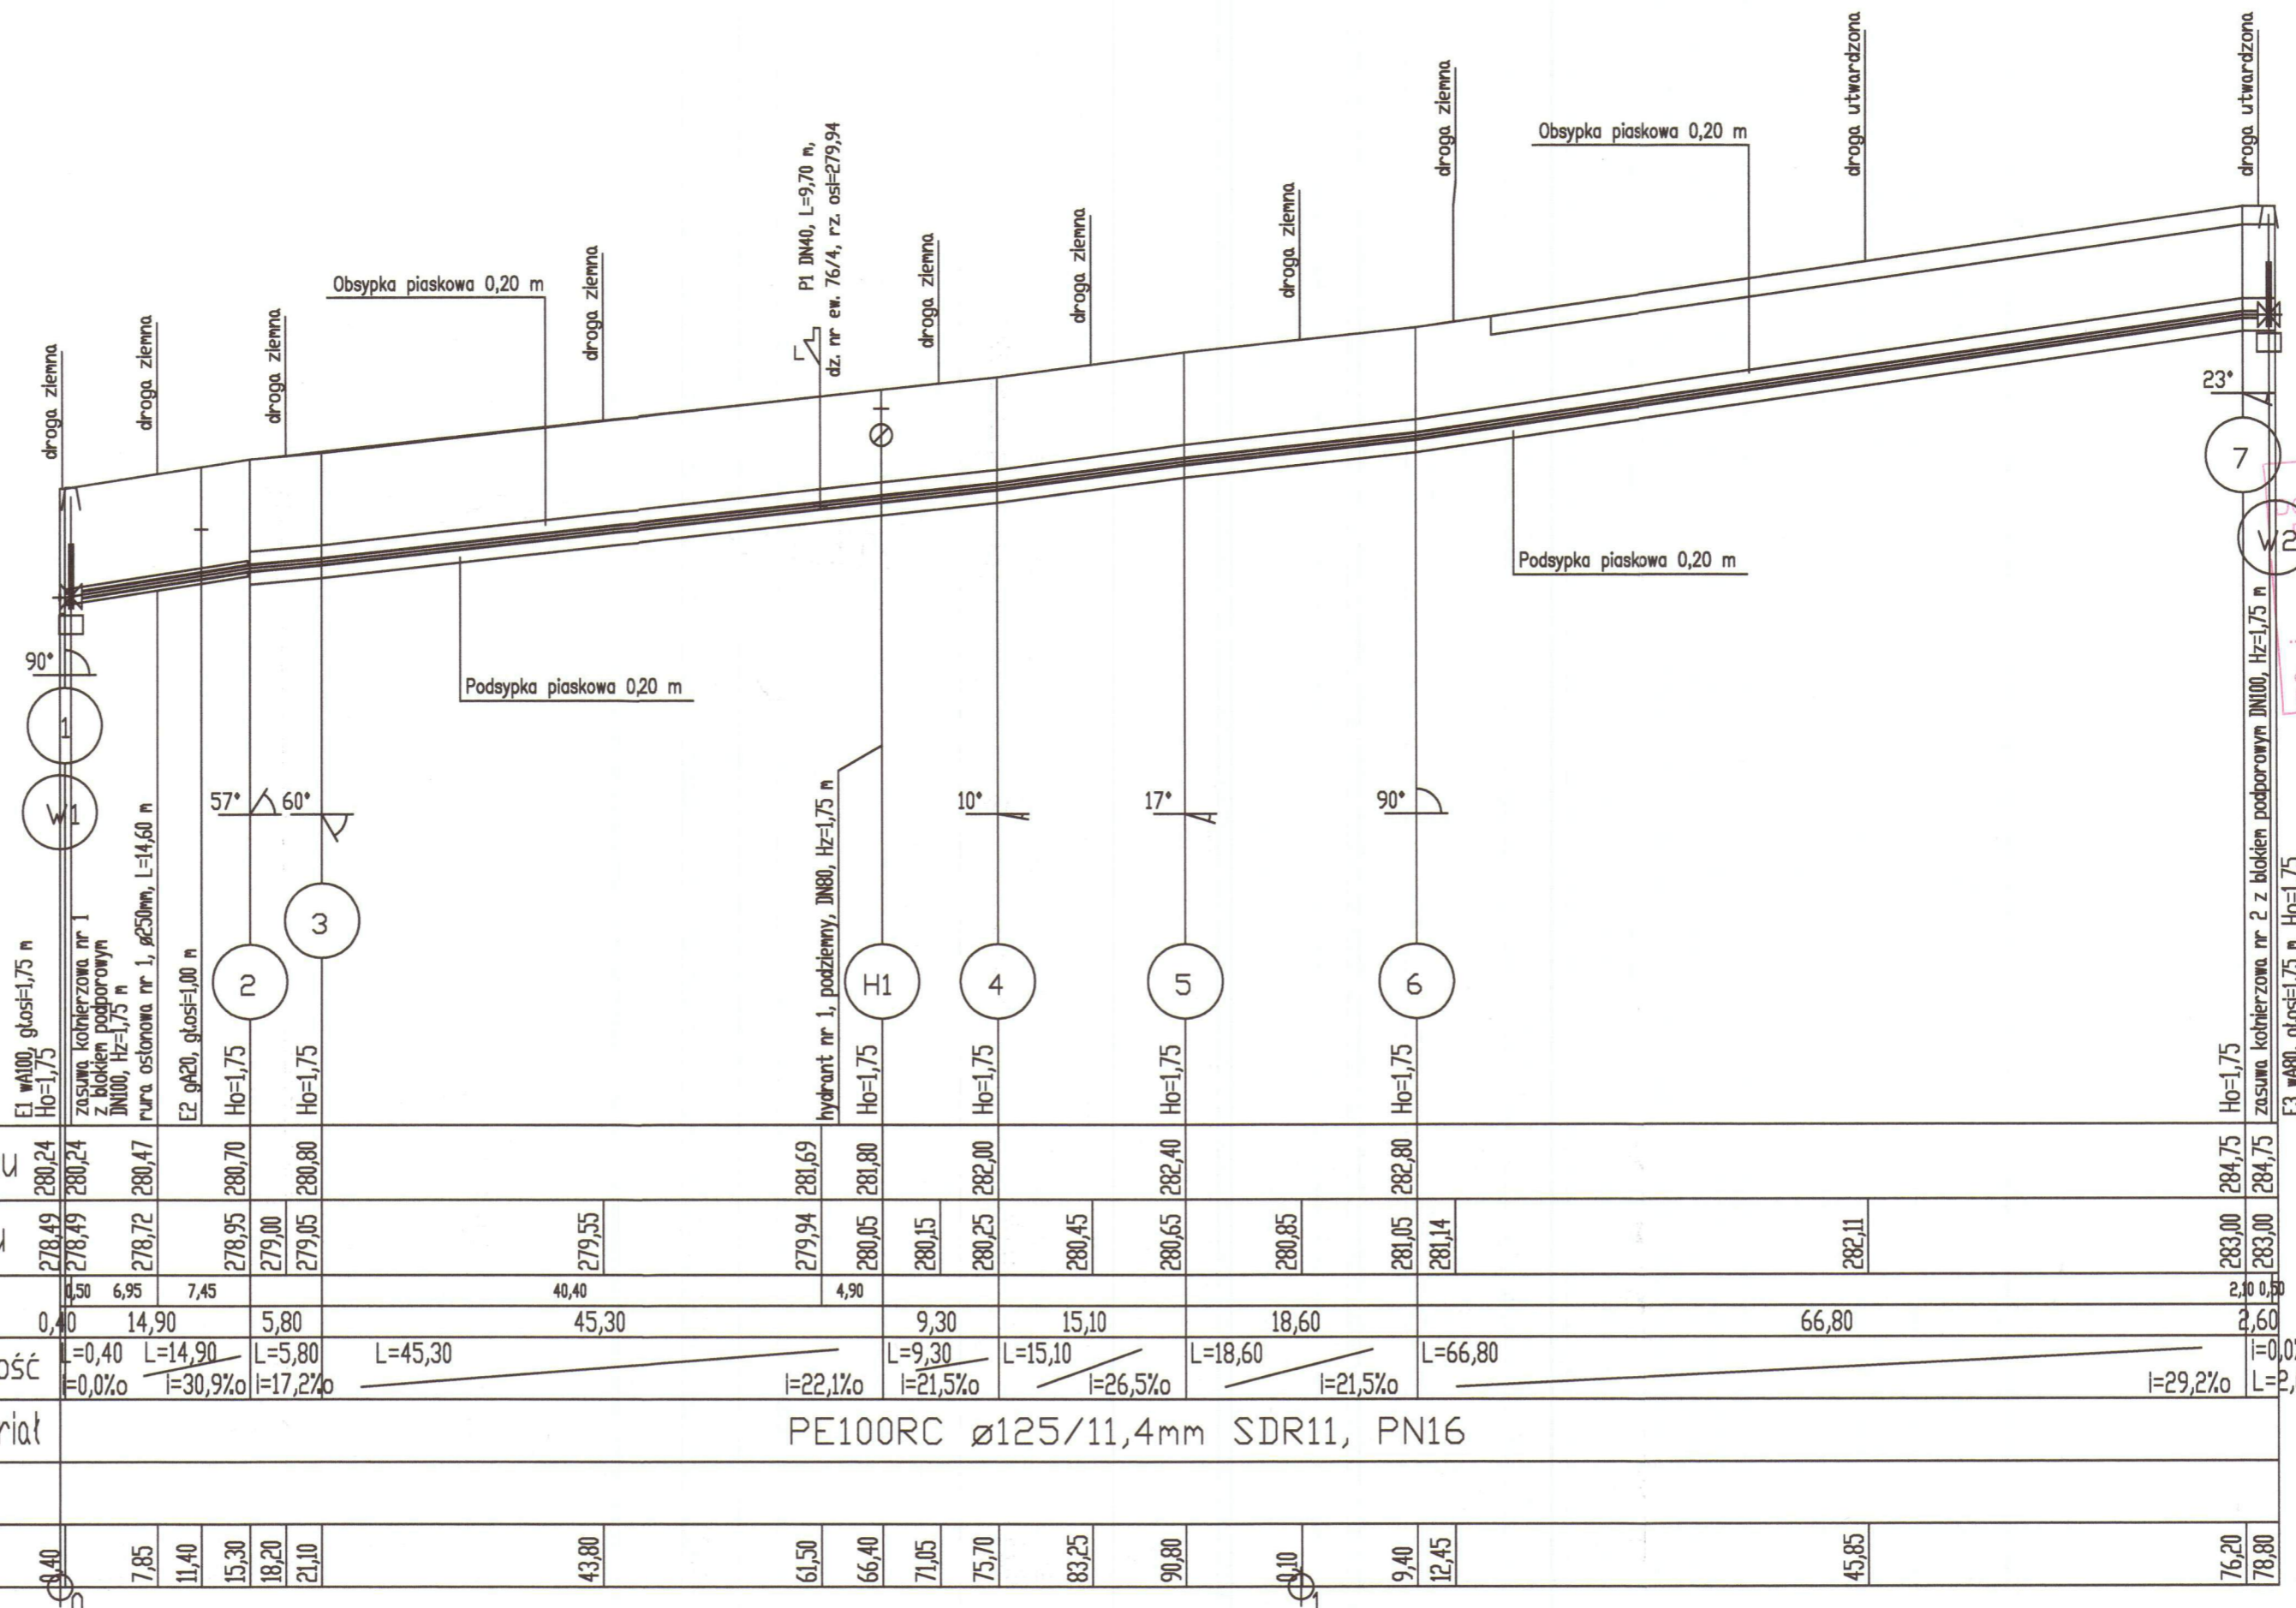 droga ziemna
droga ziemna
droga ziemna
Obsypka piaskowa 0,20 m
droga ziemna
P1 DN40, L=9,70 m,
dz. nr ew. 76/4, rz. osi=279,94
droga ziemna
droga ziemna
droga ziemna
droga ziemna
Obsypka piaskowa 0,20 m
droga utwardzona
droga utwardzona
Podsypka piaskowa 0,20 m
Podsypka piaskowa 0,20 m
90°
57°
60°
10°
17°
90°
23°
1
W1
2
3
H1
4
5
6
7
W2
E1 wA100, głosi=1,75 m
Ho=1,75
zasuwa kołnierzowa nr 1
z blokiem podporowym
DN100, Hz=1,75 m
rura osłonowa nr 1, ø250mm, L=14,60 m
E2 gA20, głosi=1,00 m
Ho=1,75
Ho=1,75
hydrant nr 1, podziemny, DN80, Hz=1,75 m
Ho=1,75
Ho=1,75
Ho=1,75
Ho=1,75
Ho=1,75
zasuwa kołnierzowa nr 2 z blokiem podporowym DN100, Hz=1,75 m
E3 wA80, głosi=1,75 m, Ho=1,75
u 280,24 280,24 280,47 280,70 280,80 281,69 281,80 282,00 282,40 282,80 284,75 284,75
u 278,49 278,49 278,72 278,95 279,00 279,05 279,55 279,94 280,05 280,15 280,25 280,45 280,65 280,85 281,05 281,14 282,11 283,00 283,00
0,50 6,95 7,45 40,40 4,90 2,10 0,50
0,40 14,90 5,80 45,30 9,30 15,10 18,60 66,80 2,60
ość L=0,40 L=14,90 L=5,80 L=45,30 L=9,30 L=15,10 L=18,60 L=66,80 i=0,0%
i=0,0%o i=30,9%o i=17,2%o i=22,1%o i=21,5%o i=26,5%o i=21,5%o i=29,2%o L=2,
riał PE100RC ø125/11,4mm SDR11, PN16
0,40 7,85 11,40 15,30 18,20 21,10 43,80 61,50 66,40 71,05 75,70 83,25 90,80 0,10 9,40 12,45 45,85 76,20 78,80
0 1